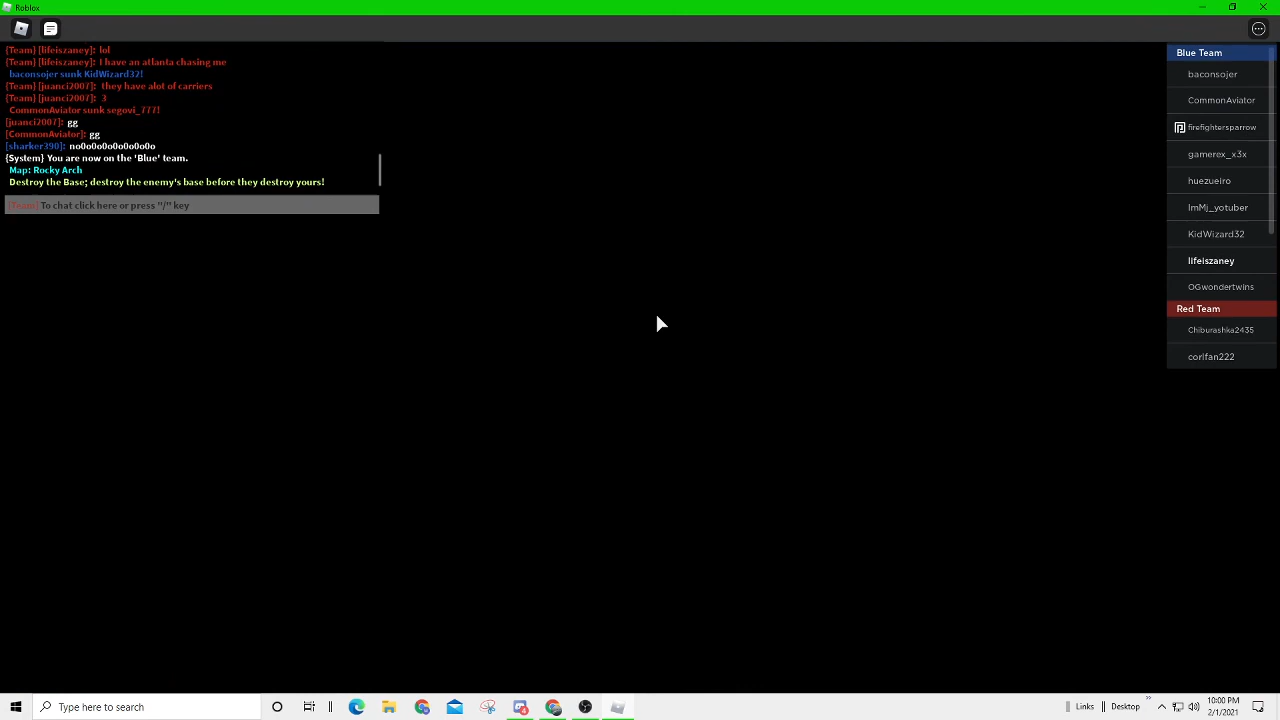 Roblox
{Team} [lifeiszaney]: lol
{Team} [lifeiszaney]: I have an atlanta chasing me
baconsojer sunk KidWizard32!
{Team} [juanci2007]: they have alot of carriers
{Team} [juanci2007]: 3
CommonAviator sunk segovi_777!
[juanci2007]: gg
[CommonAviator]: gg
[sharker390]: no0o0o0o0o0o0o0o
{System} You are now on the 'Blue' team.
Map: Rocky Arch
Destroy the Base; destroy the enemy's base before they destroy yours!
[Team] To chat click here or press "/" key
Blue Team
baconsojer
CommonAviator
firefightersparrow
gamerex_x3x
huezueiro
ImMj_yotuber
KidWizard32
lifeiszaney
OGwondertwins
Red Team
Chiburashka2435
corlfan222
Type here to search
4
Links
Desktop
10:00 PM
2/1/2021